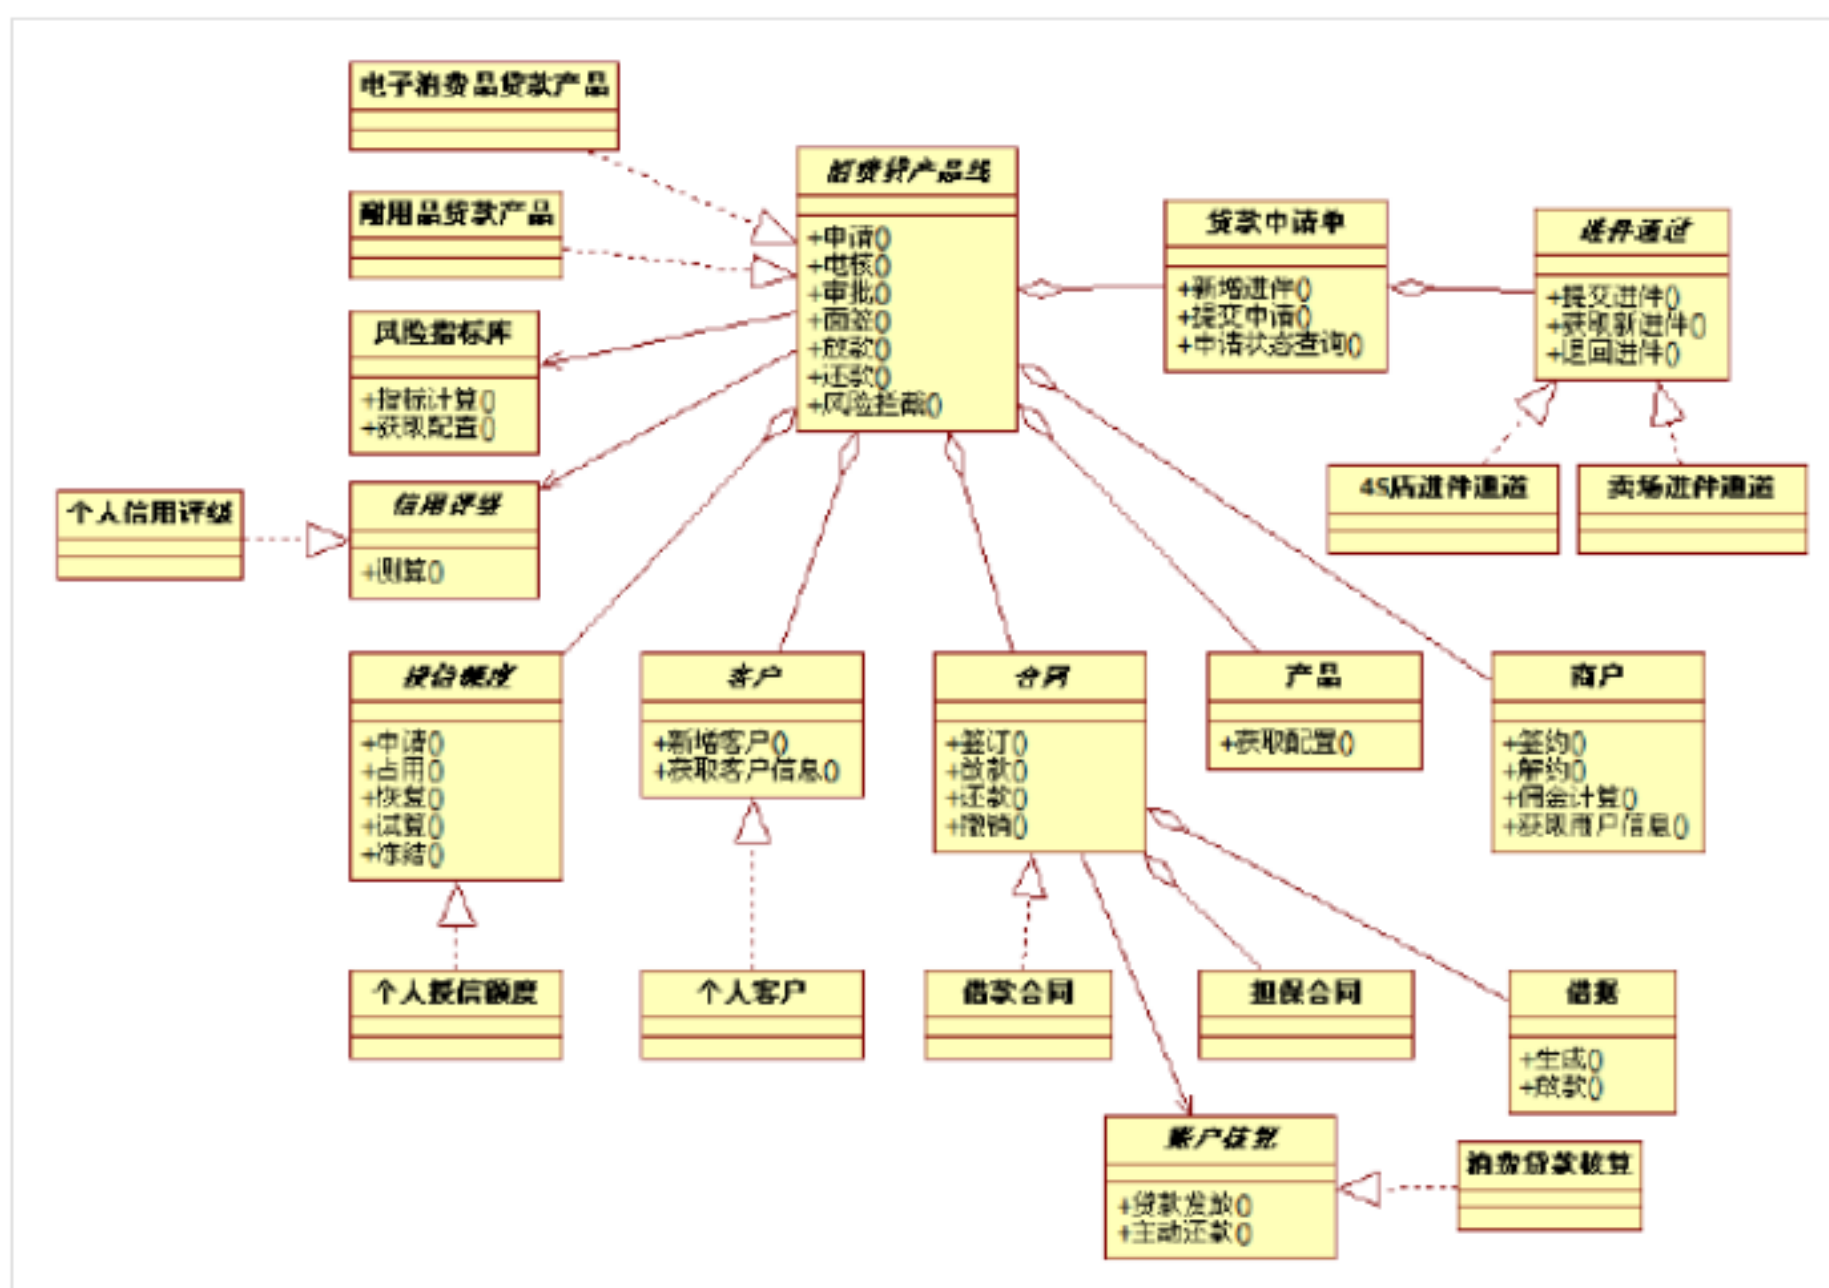 电子消费品贷款产品
耐用品贷款产品
风险指标库
+指标计算()
+获取配置()
个人信用评级
信用评级
+测算()
消费贷产品线
+申请()
+电核()
+审批()
+面签()
+放款()
+还款()
+风险拦截()
贷款申请单
+新增进件()
+提交申请()
+申请状态查询()
进件通道
+提交进件()
+获取新进件()
+退回进件()
4S店进件通道
卖场进件通道
授信额度
+申请()
+占用()
+恢复()
+试算()
+冻结()
客户
+新增客户()
+获取客户信息()
合同
+签订()
+放款()
+还款()
+撤销()
产品
+获取配置()
商户
+签约()
+解约()
+佣金计算()
+获取商户信息()
个人授信额度
个人客户
借款合同
担保合同
借据
+生成()
+放款()
账户核算
+贷款发放()
+主动还款()
消费贷款核算